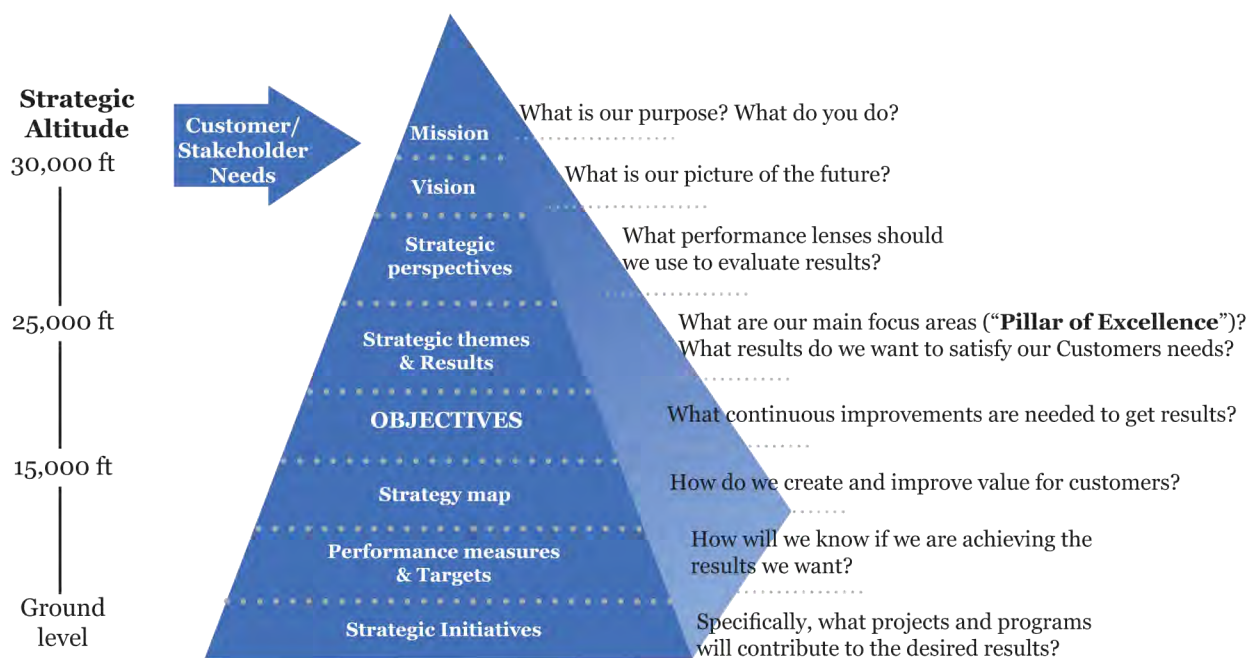 Strategic
Altitude
30,000 ft
25,000 ft
15,000 ft
Ground
level
Customer/
Stakeholder
Needs
Mission
What is our purpose? What do you do?
Vision
What is our picture of the future?
Strategic
perspectives
What performance lenses should
we use to evaluate results?
Strategic themes
& Results
What are our main focus areas (“Pillar of Excellence”)?
What results do we want to satisfy our Customers needs?
OBJECTIVES
What continuous improvements are needed to get results?
Strategy map
How do we create and improve value for customers?
Performance measures
& Targets
How will we know if we are achieving the
results we want?
Strategic Initiatives
Specifically, what projects and programs
will contribute to the desired results?